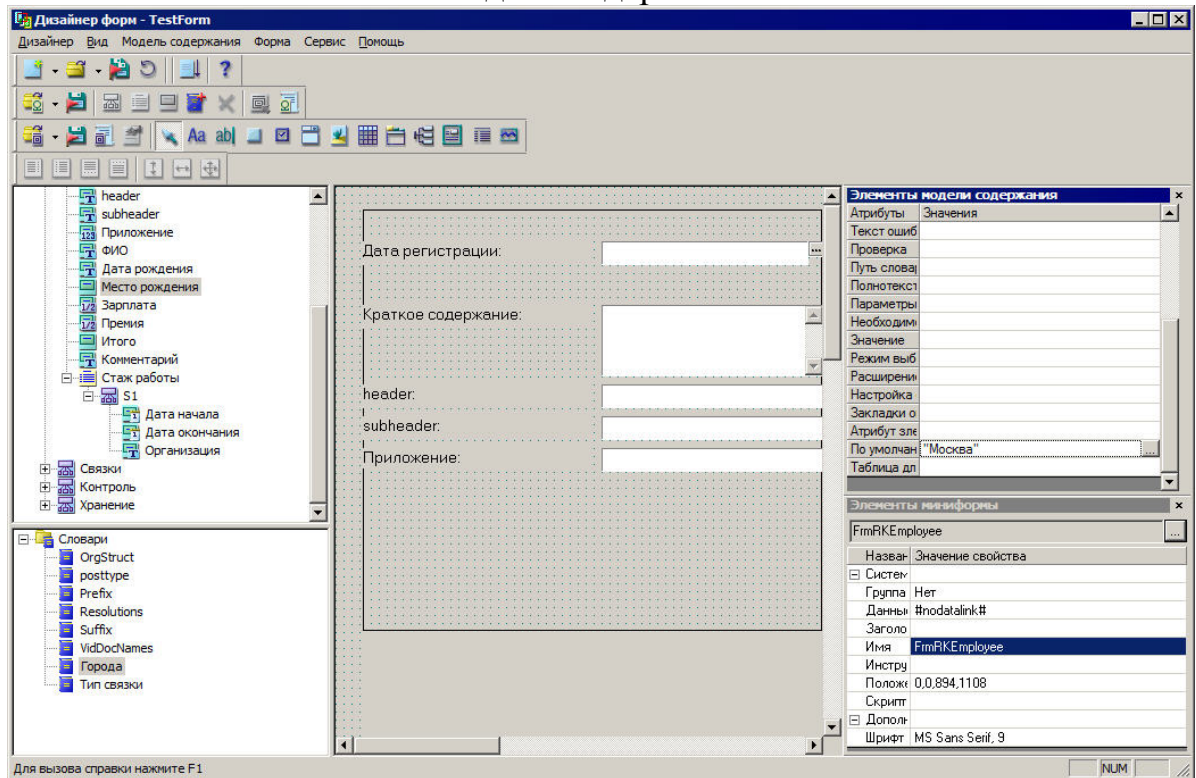 Дизайнер форм - TestForm
Дизайнер Вид Модель содержания Форма Сервис Помощь
Aa ab|
header
subheader
Приложение
ФИО
Дата рождения
Место рождения
Зарплата
Премия
Итого
Комментарий
Стаж работы
S1
Дата начала
Дата окончания
Организация
Связки
Контроль
Хранение
Словари
OrgStruct
posttype
Prefix
Resolutions
Suffix
VidDocNames
Города
Тип связки
Дата регистрации:
Краткое содержание:
header:
subheader:
Приложение:
Элементы модели содержания
Атрибуты Значения
Текст ошиб
Проверка
Путь словар
Полнотекст
Параметры
Необходимо
Значение
Режим выб
Расширени
Настройка
Закладки о
Атрибут эле
По умолчан "Москва" ...
Таблица дл
Элементы миниформы
FrmRKEmployee ...
Назван Значение свойства
Систем
Группа Нет
Данны #nodatalink#
Заголо
Имя FrmRKEmployee
Инстру
Положе 0,0,894,1108
Скрипт
Дополн
Шрифт MS Sans Serif, 9
Для вызова справки нажмите F1
NUM